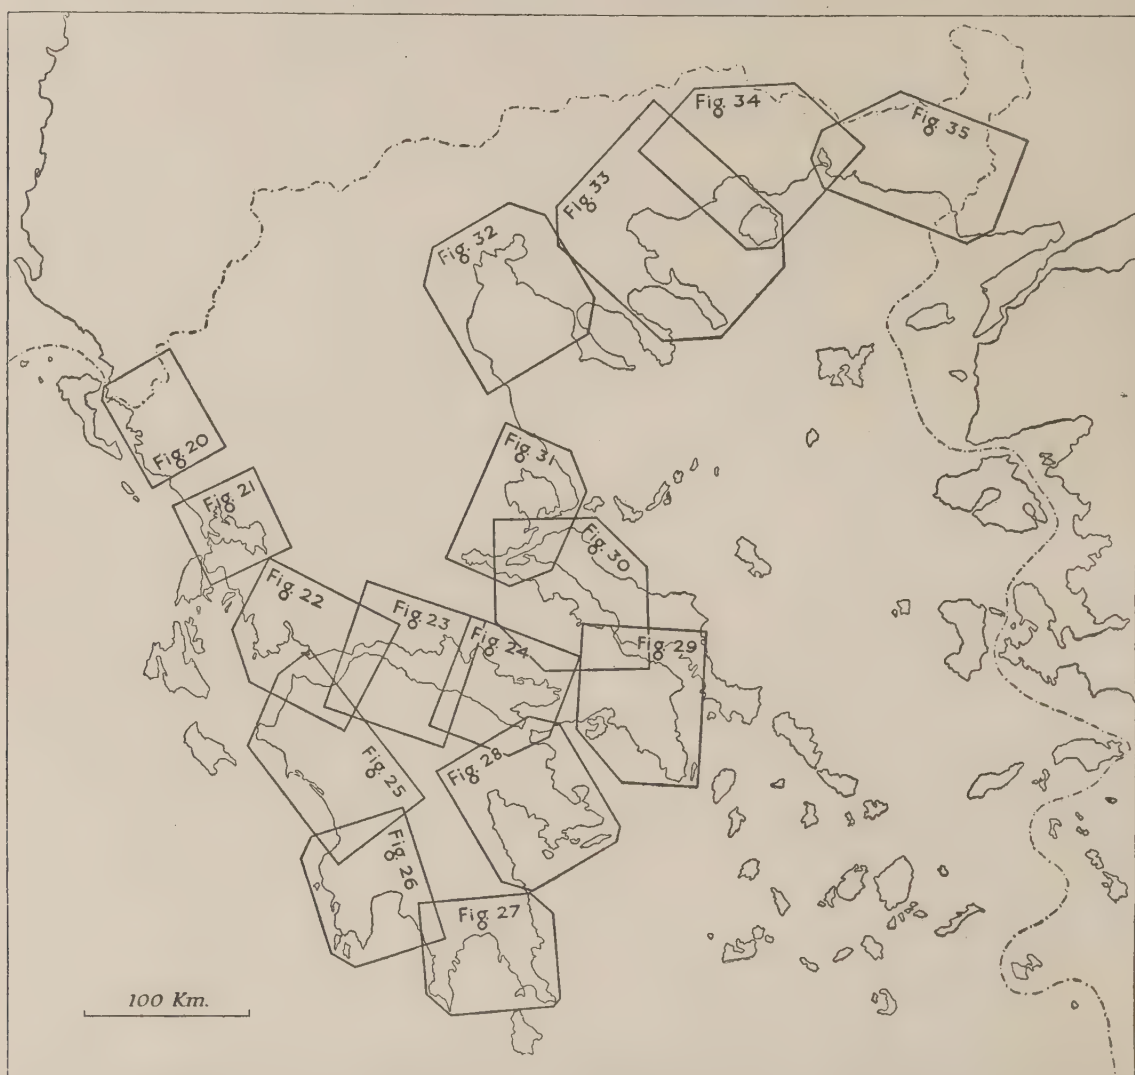 Fig. 34
Fig. 35
Fig. 33
Fig. 32
Fig. 20
Fig. 31
Fig. 21
Fig. 30
Fig. 22
Fig. 23
Fig. 24
Fig. 29
Fig. 25
Fig. 28
Fig. 26
Fig. 27
100 Km.